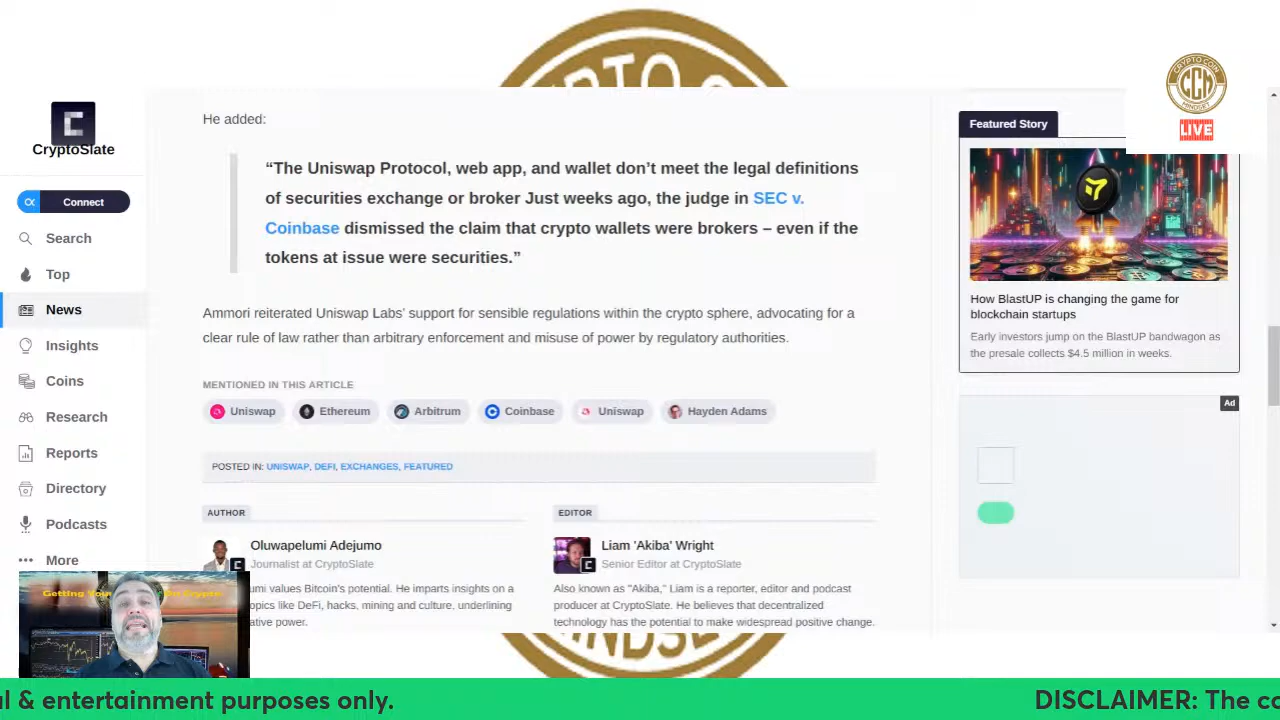 CRYPTO COIN
CCM
MINDSET
LIVE
CryptoSlate
Connect
Search
Top
News
Insights
Coins
Research
Reports
Directory
Podcasts
More
He added:
“The Uniswap Protocol, web app, and wallet don’t meet the legal definitions
of securities exchange or broker Just weeks ago, the judge in SEC v.
Coinbase dismissed the claim that crypto wallets were brokers – even if the
tokens at issue were securities.”
Ammori reiterated Uniswap Labs’ support for sensible regulations within the crypto sphere, advocating for a
clear rule of law rather than arbitrary enforcement and misuse of power by regulatory authorities.
MENTIONED IN THIS ARTICLE
Uniswap Ethereum Arbitrum Coinbase Uniswap Hayden Adams
POSTED IN: UNISWAP, DEFI, EXCHANGES, FEATURED
AUTHOR
Oluwapelumi Adejumo
Journalist at CryptoSlate
umi values Bitcoin's potential. He imparts insights on a
opics like DeFi, hacks, mining and culture, underlining
ative power.
EDITOR
Liam 'Akiba' Wright
Senior Editor at CryptoSlate
Also known as "Akiba," Liam is a reporter, editor and podcast
producer at CryptoSlate. He believes that decentralized
technology has the potential to make widespread positive change.
Featured Story
How BlastUP is changing the game for
blockchain startups
Early investors jump on the BlastUP bandwagon as
the presale collects $4.5 million in weeks.
Ad
l & entertainment purposes only. DISCLAIMER: The co